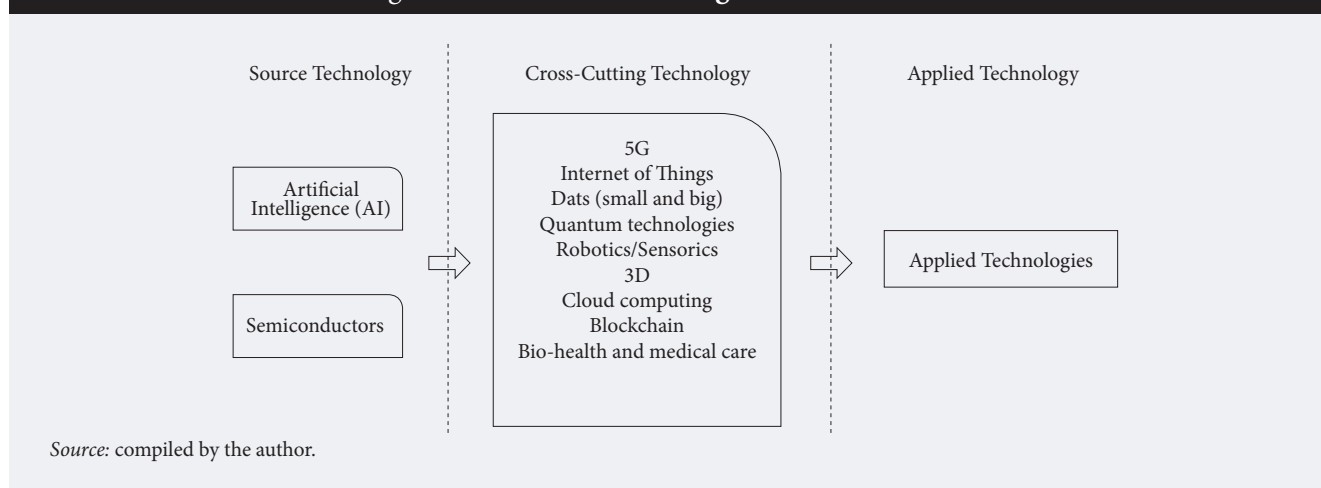 Source Technology
Cross-Cutting Technology
Applied Technology
Artificial
Intelligence (AI)
Semiconductors
5G
Internet of Things
Dats (small and big)
Quantum technologies
Robotics/Sensorics
3D
Cloud computing
Blockchain
Bio-health and medical care
Applied Technologies
Source: compiled by the author.